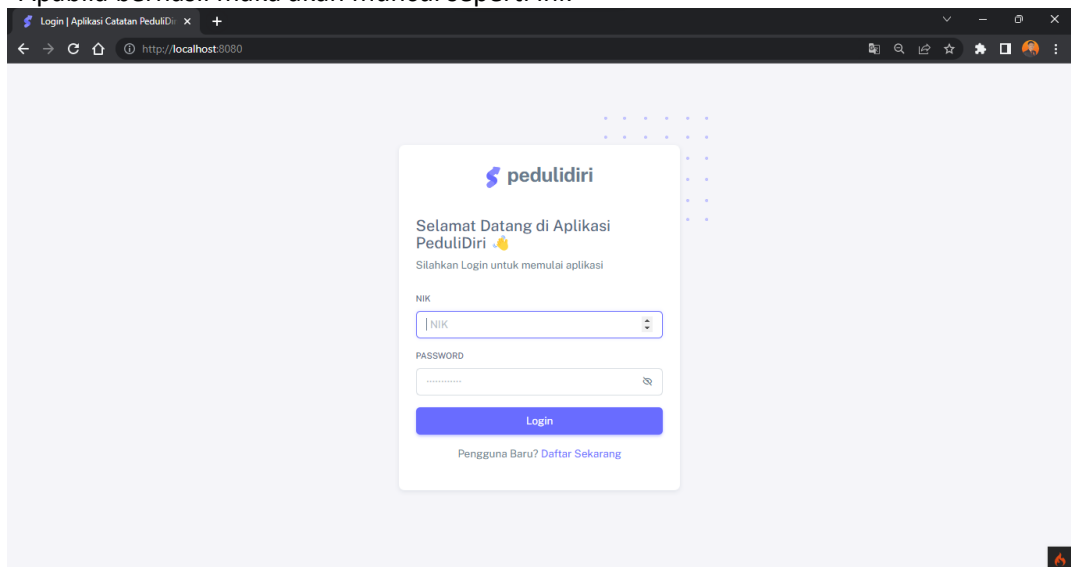 Apabila berhasil maka akan muncul seperti ini.
Login | Aplikasi Catatan PeduliDi
http://localhost:8080
pedulidiri
Selamat Datang di Aplikasi
PeduliDiri
Silahkan Login untuk memulai aplikasi
NIK
NIK
PASSWORD
Login
Pengguna Baru? Daftar Sekarang